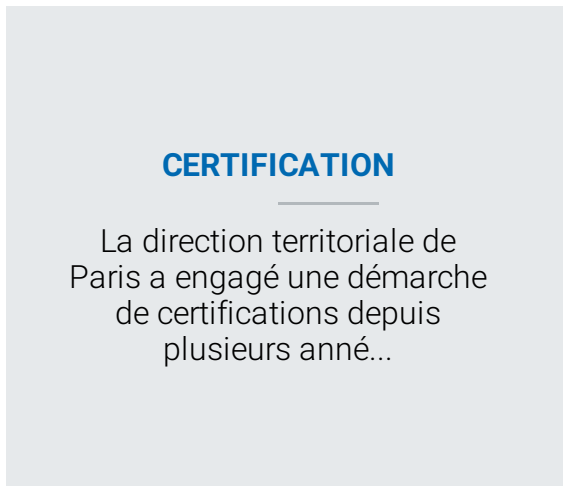 CERTIFICATION
La direction territoriale de
Paris a engagé une démarche
de certifications depuis
plusieurs anné...